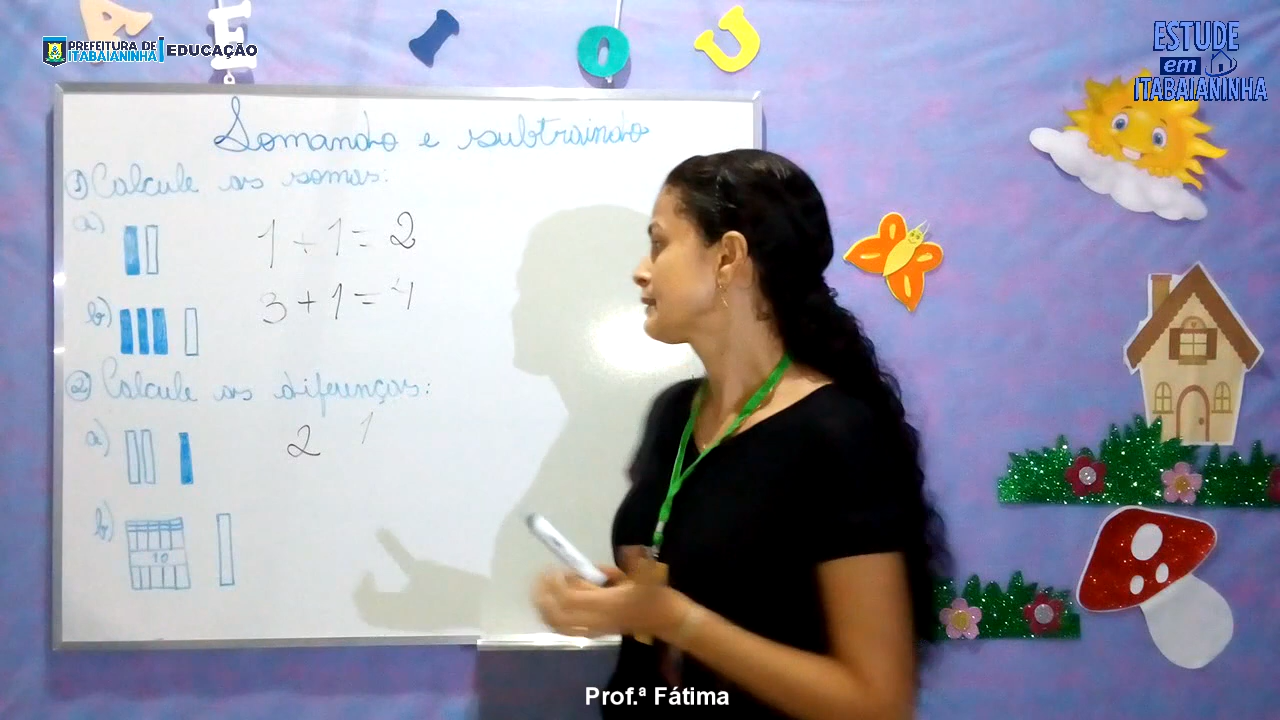 A E I O U
PREFEITURA DE
ITABAIANINHA
EDUCAÇÃO
ESTUDE
em
ITABAIANINHA
Somando e subtraindo
1) Calcule as somas:
a) 1 + 1 = 2
b) 3 + 1 = 4
2) Calcule as diferenças:
a) 2 1
b) 10
Prof.ª Fátima